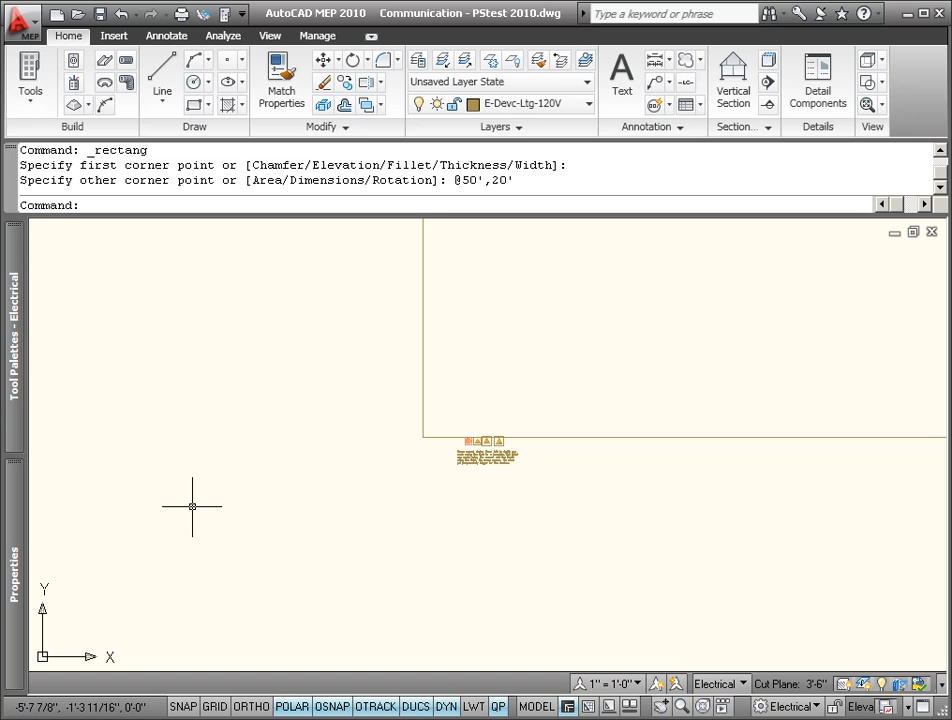 AutoCAD MEP 2010 Communication - PStest 2010.dwg
Type a keyword or phrase
MEP
Home Insert Annotate Analyze View Manage
Tools
Line
Match
Properties
Unsaved Layer State
E-Devc-Ltg-120V
Text
Vertical
Section
Detail
Components
Build Draw Modify Layers Annotation Section... Details View
Command: _rectang
Specify first corner point or [Chamfer/Elevation/Fillet/Thickness/Width]:
Specify other corner point or [Area/Dimensions/Rotation]: @50',20'
Command:
Tool Palettes - Electrical
Properties
Y
X
1" = 1'-0" Electrical Cut Plane: 3'-6"
-5'-7 7/8", -1'-3 11/16", 0'-0" SNAP GRID ORTHO POLAR OSNAP OTRACK DUCS DYN LWT QP MODEL Electrical Eleva